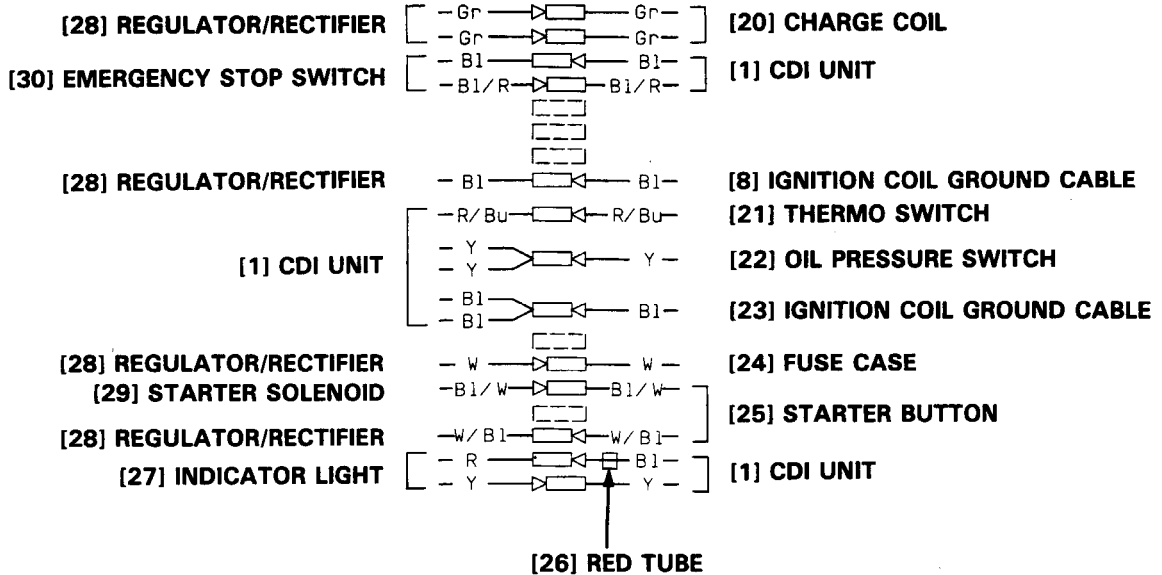 [28] REGULATOR/RECTIFIER - Gr - Gr - [20] CHARGE COIL
- Gr - Gr -
[30] EMERGENCY STOP SWITCH - Bl - Bl - [1] CDI UNIT
- Bl/R - Bl/R -
[28] REGULATOR/RECTIFIER - Bl - Bl - [8] IGNITION COIL GROUND CABLE
- R/Bu - R/Bu - [21] THERMO SWITCH
[1] CDI UNIT - Y - Y - [22] OIL PRESSURE SWITCH
- Y
- Bl - Bl - [23] IGNITION COIL GROUND CABLE
- Bl
[28] REGULATOR/RECTIFIER - W - W - [24] FUSE CASE
[29] STARTER SOLENOID - Bl/W - Bl/W - [25] STARTER BUTTON
[28] REGULATOR/RECTIFIER - W/Bl - W/Bl -
[27] INDICATOR LIGHT - R - Bl - [1] CDI UNIT
- Y - Y -
[26] RED TUBE